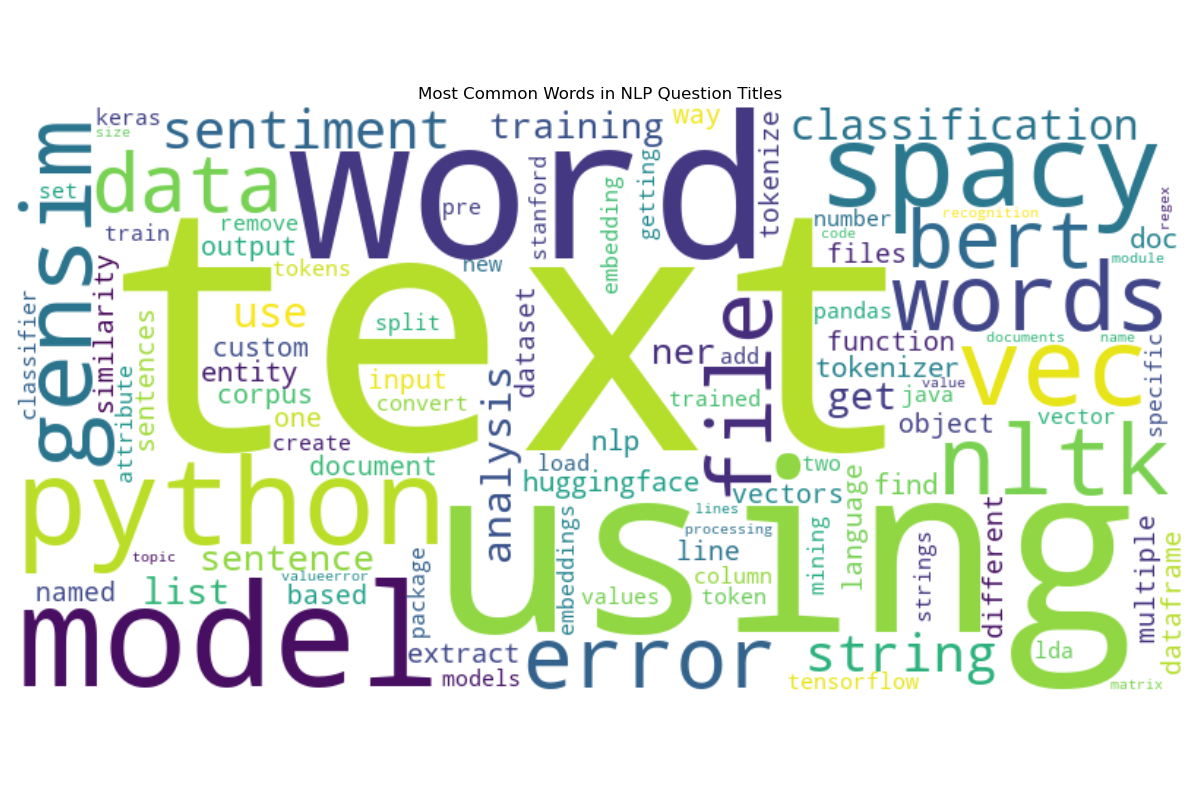 Most Common Words in NLP Question Titles
keras
size
sentiment
training
way
tokenize
classification
gensim
set
data
word
pre
stanford
embedding
getting
spacy
number
recognition
regex
code
train
remove
output
tokens
new
files
bert
doc
module
text
classifier
similarity
use
split
dataset
file
pandas
words
custom
entity
corpus
input
convert
one
create
ner
add
trained
function
tokenizer
get
value
java
object
documents
name
vec
vector
specific
attribute
sentences
document
analysis
nlp
load
huggingface
vectors
two
language
find
nltk
python
using
lines
processing
line
topic
sentence
valueerror
package
embeddings
column
values
token
mining
strings
different
multiple
dataframe
named
list
based
model
extract
models
error
string
tensorflow
lda
matrix